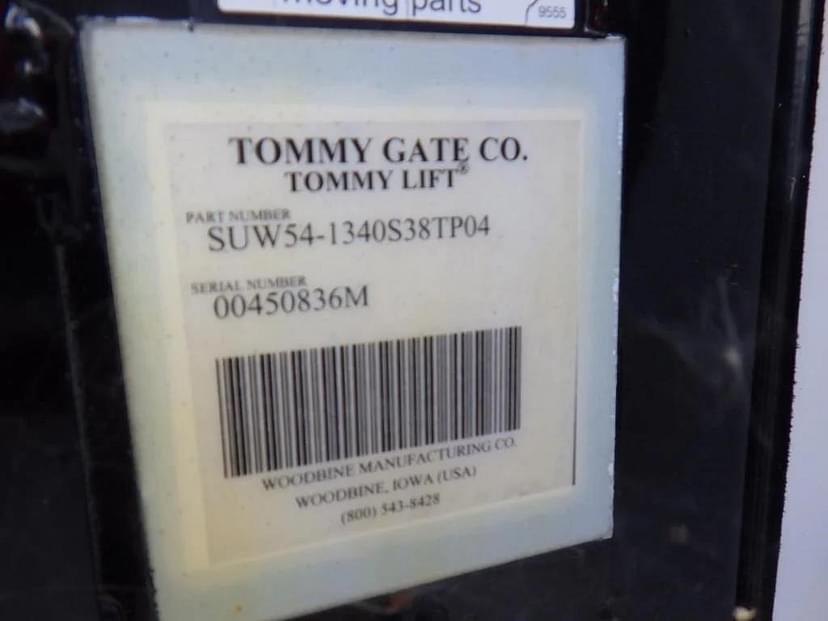 moving parts
9555
TOMMY GATE CO.
TOMMY LIFT®
PART NUMBER
SUW54-1340S38TP04
SERIAL NUMBER
00450836M
WOODBINE MANUFACTURING CO.
WOODBINE, IOWA (USA)
(800) 543-8428